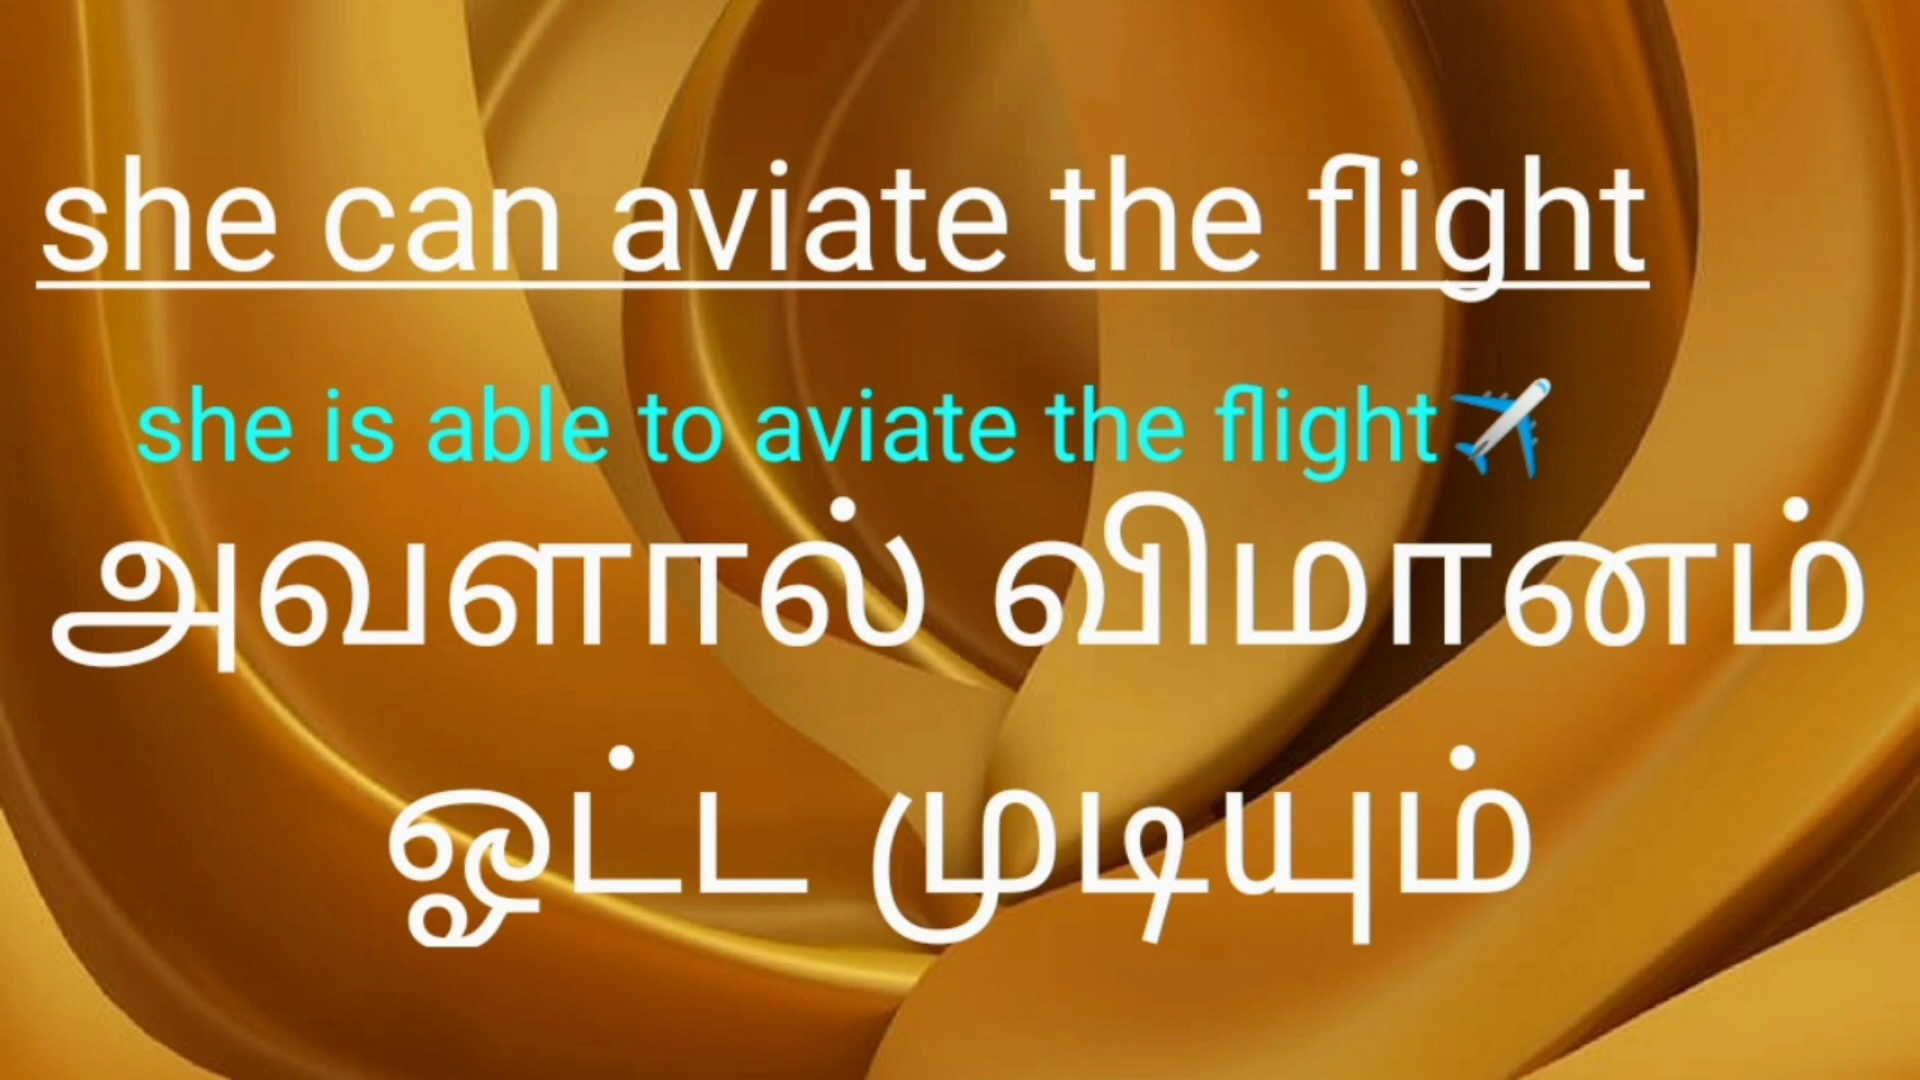 she can aviate the flight
she is able to aviate the flight✈️
அவளால் விமானம்
ஓட்ட முடியும்